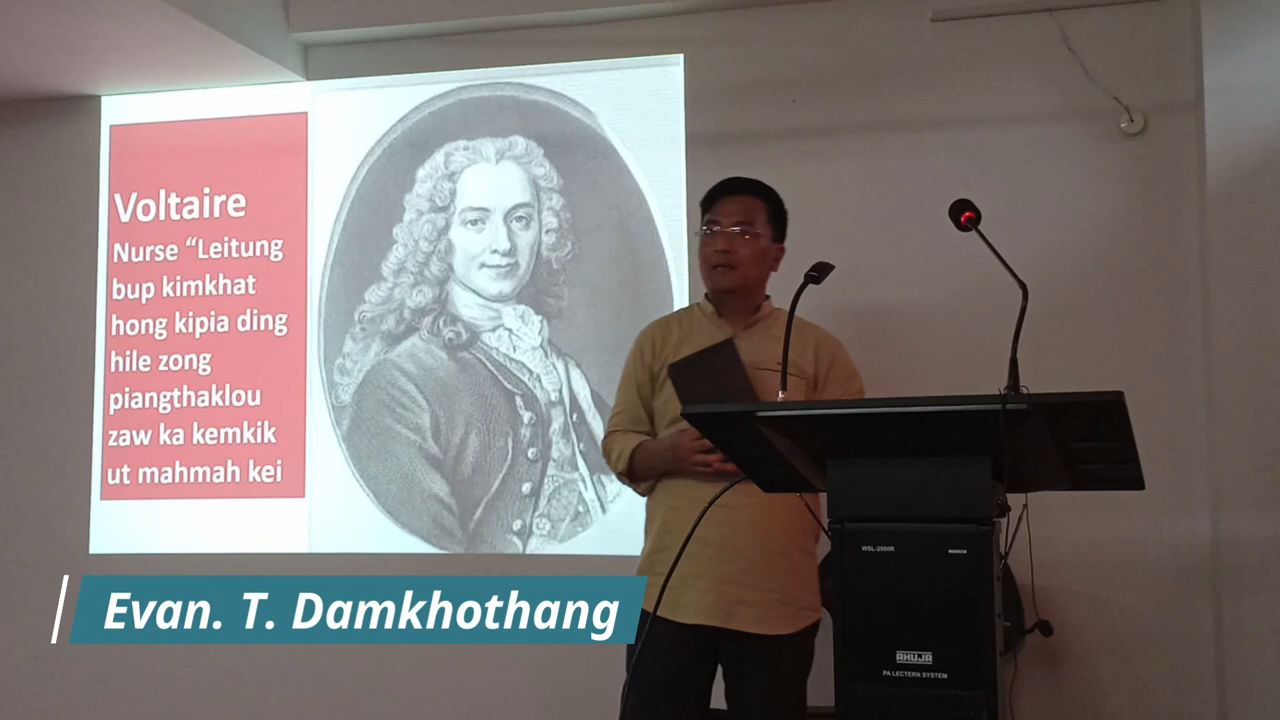 Voltaire
Nurse “Leitung
bup kimkhat
hong kipia ding
hile zong
piangthaklou
zaw ka kemkik
ut mahmah kei
Evan. T. Damkhothang
WSL-2500R
AHUJA
PA LECTERN SYSTEM